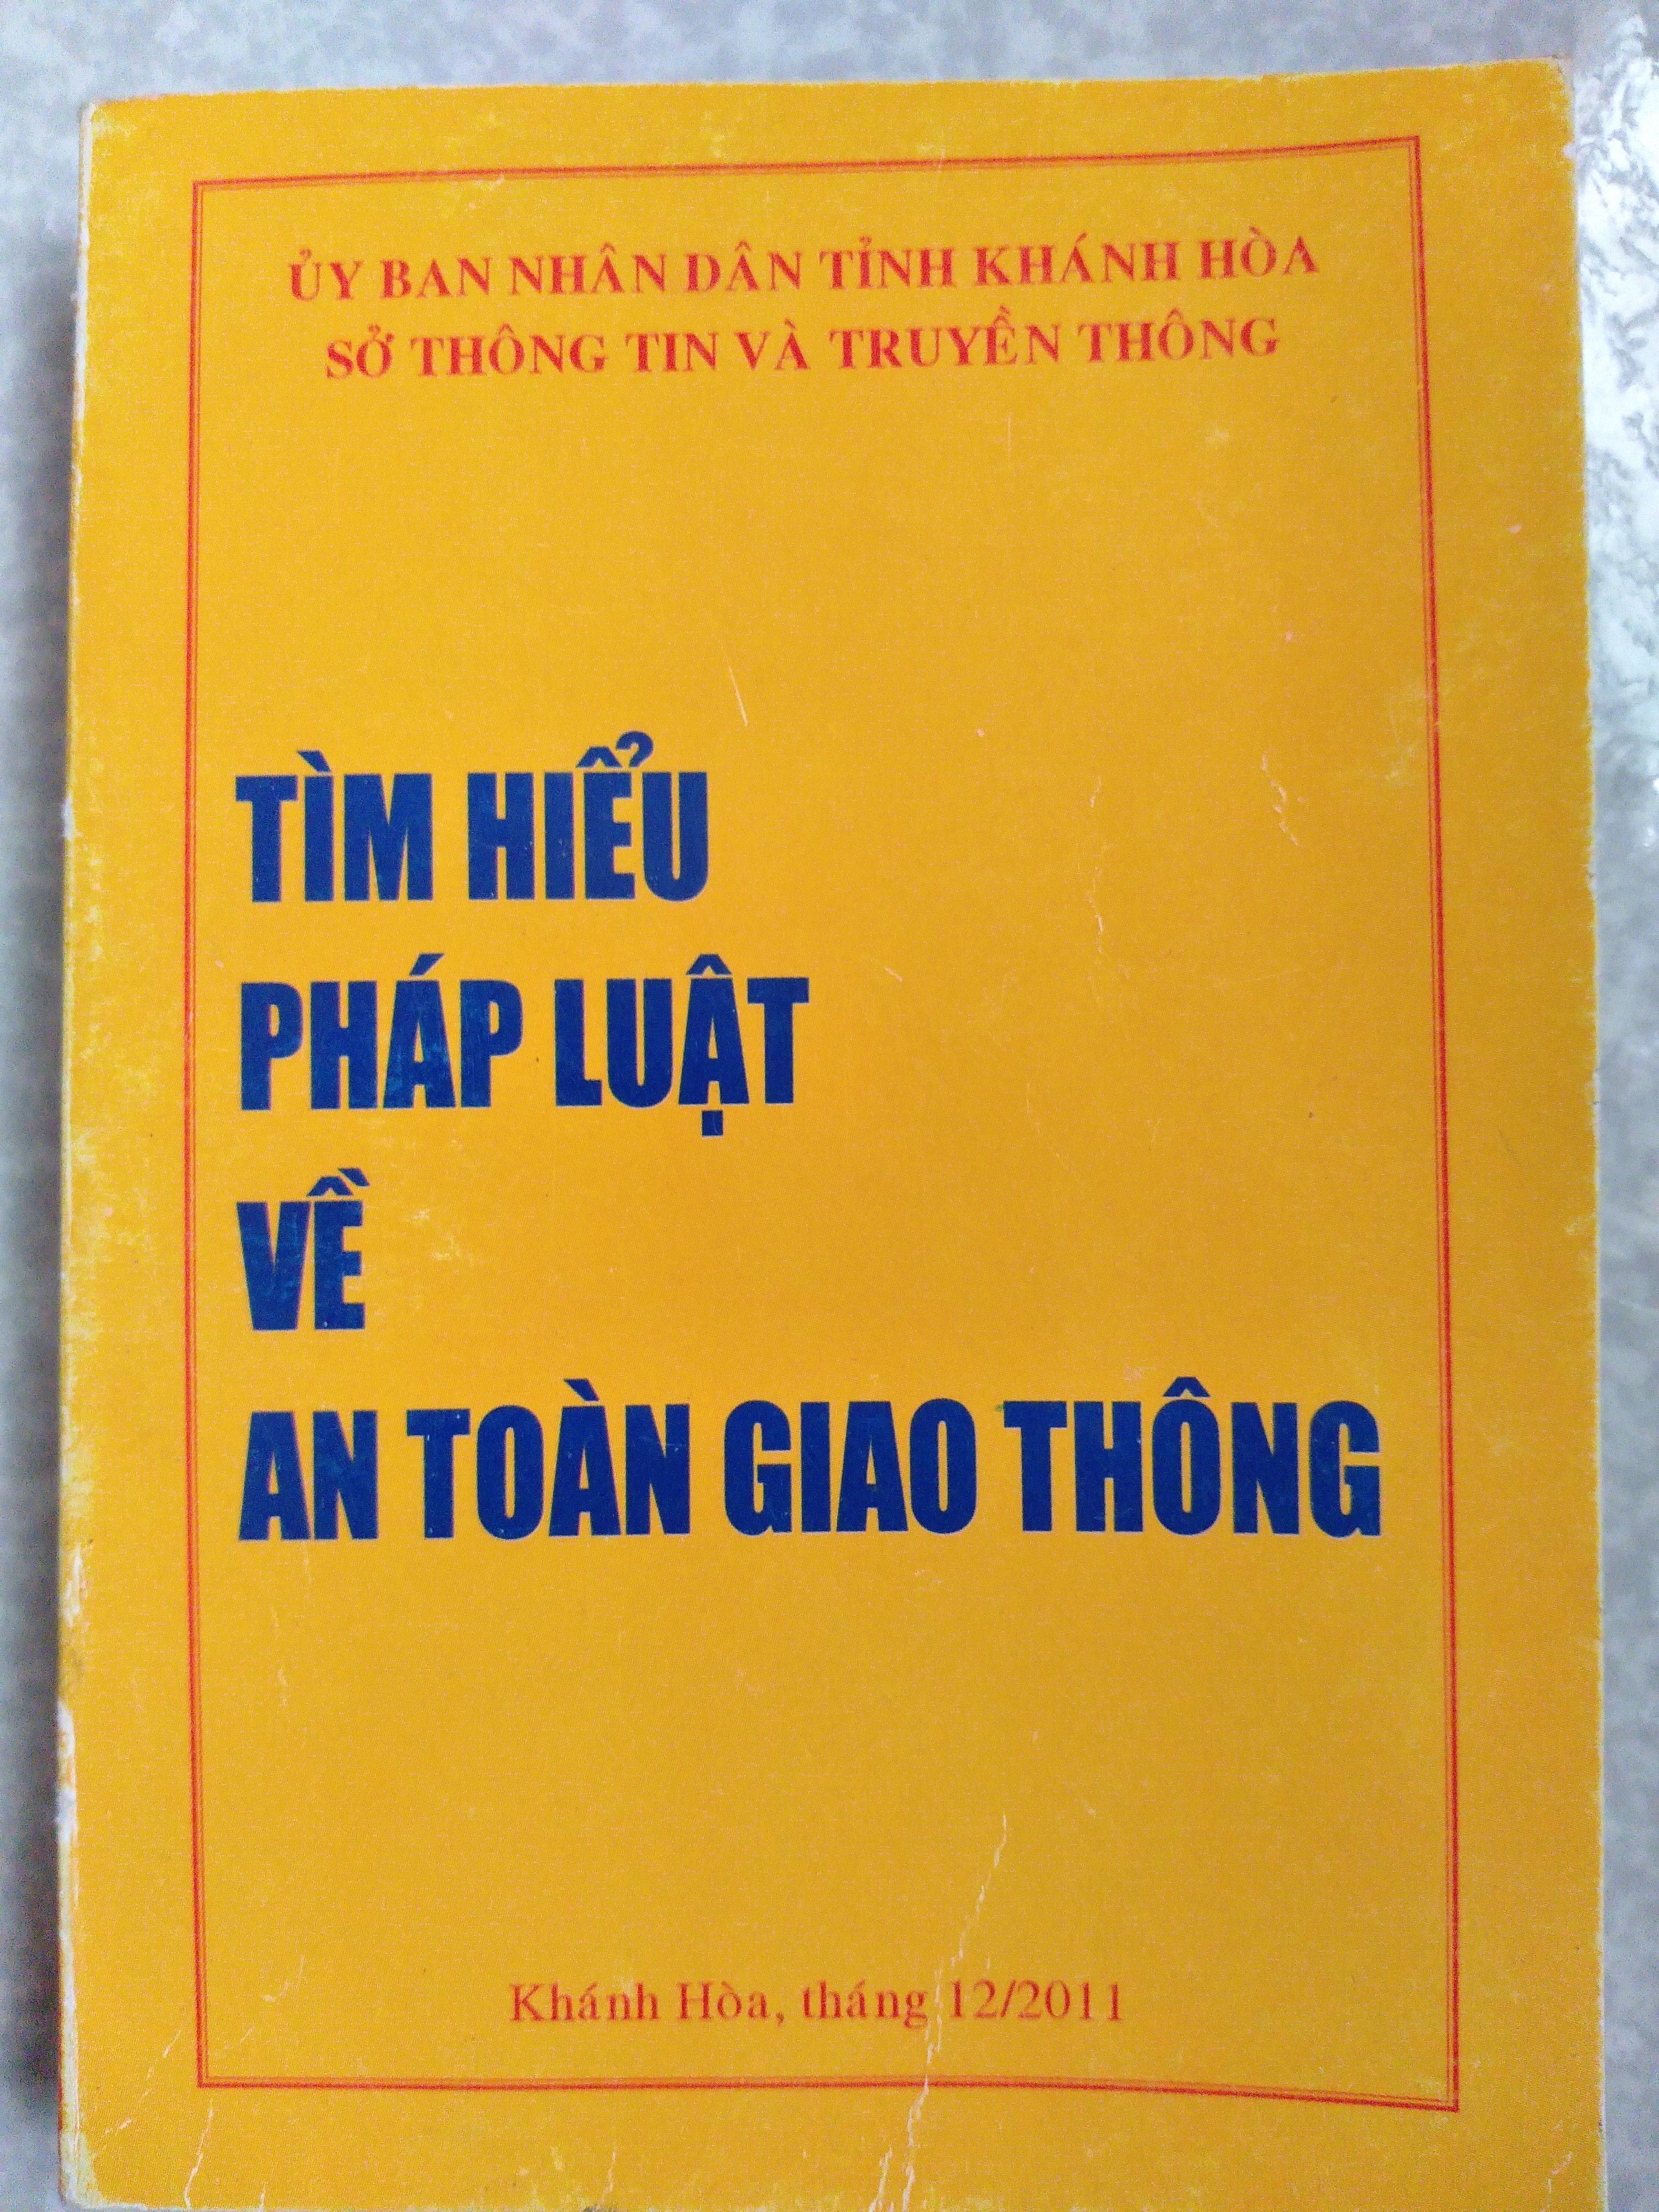 ỦY BAN NHÂN DÂN TỈNH KHÁNH HÒA
SỞ THÔNG TIN VÀ TRUYỀN THÔNG
TÌM HIỂU
PHÁP LUẬT
VỀ
AN TOÀN GIAO THÔNG
Khánh Hòa, tháng 12/2011